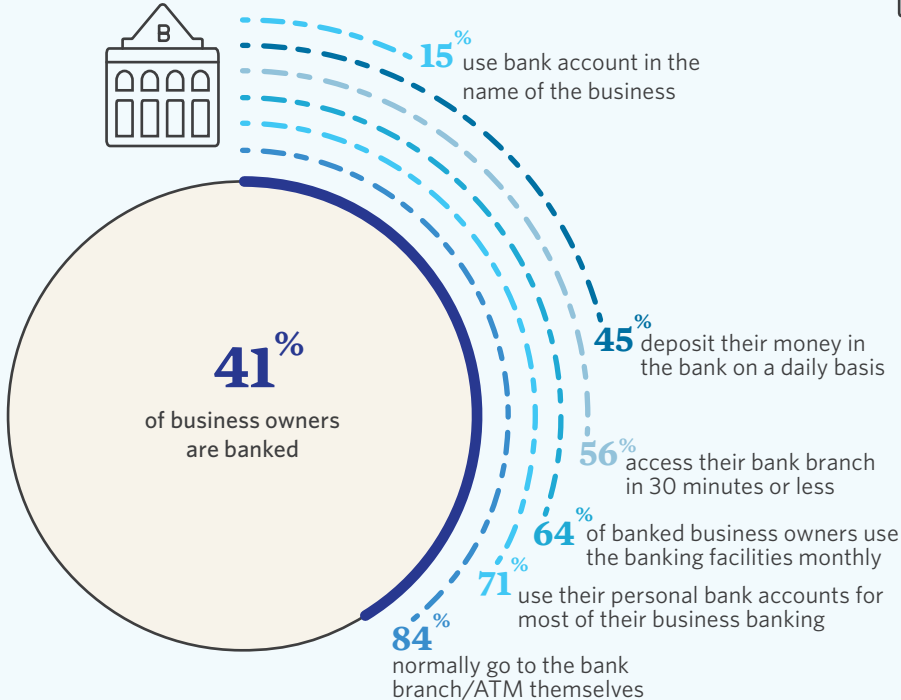 B
15%
use bank account in the
name of the business
45%
deposit their money in
the bank on a daily basis
41%
of business owners
are banked
56%
access their bank branch
in 30 minutes or less
64%
of banked business owners use
the banking facilities monthly
71%
use their personal bank accounts for
most of their business banking
84%
normally go to the bank
branch/ATM themselves